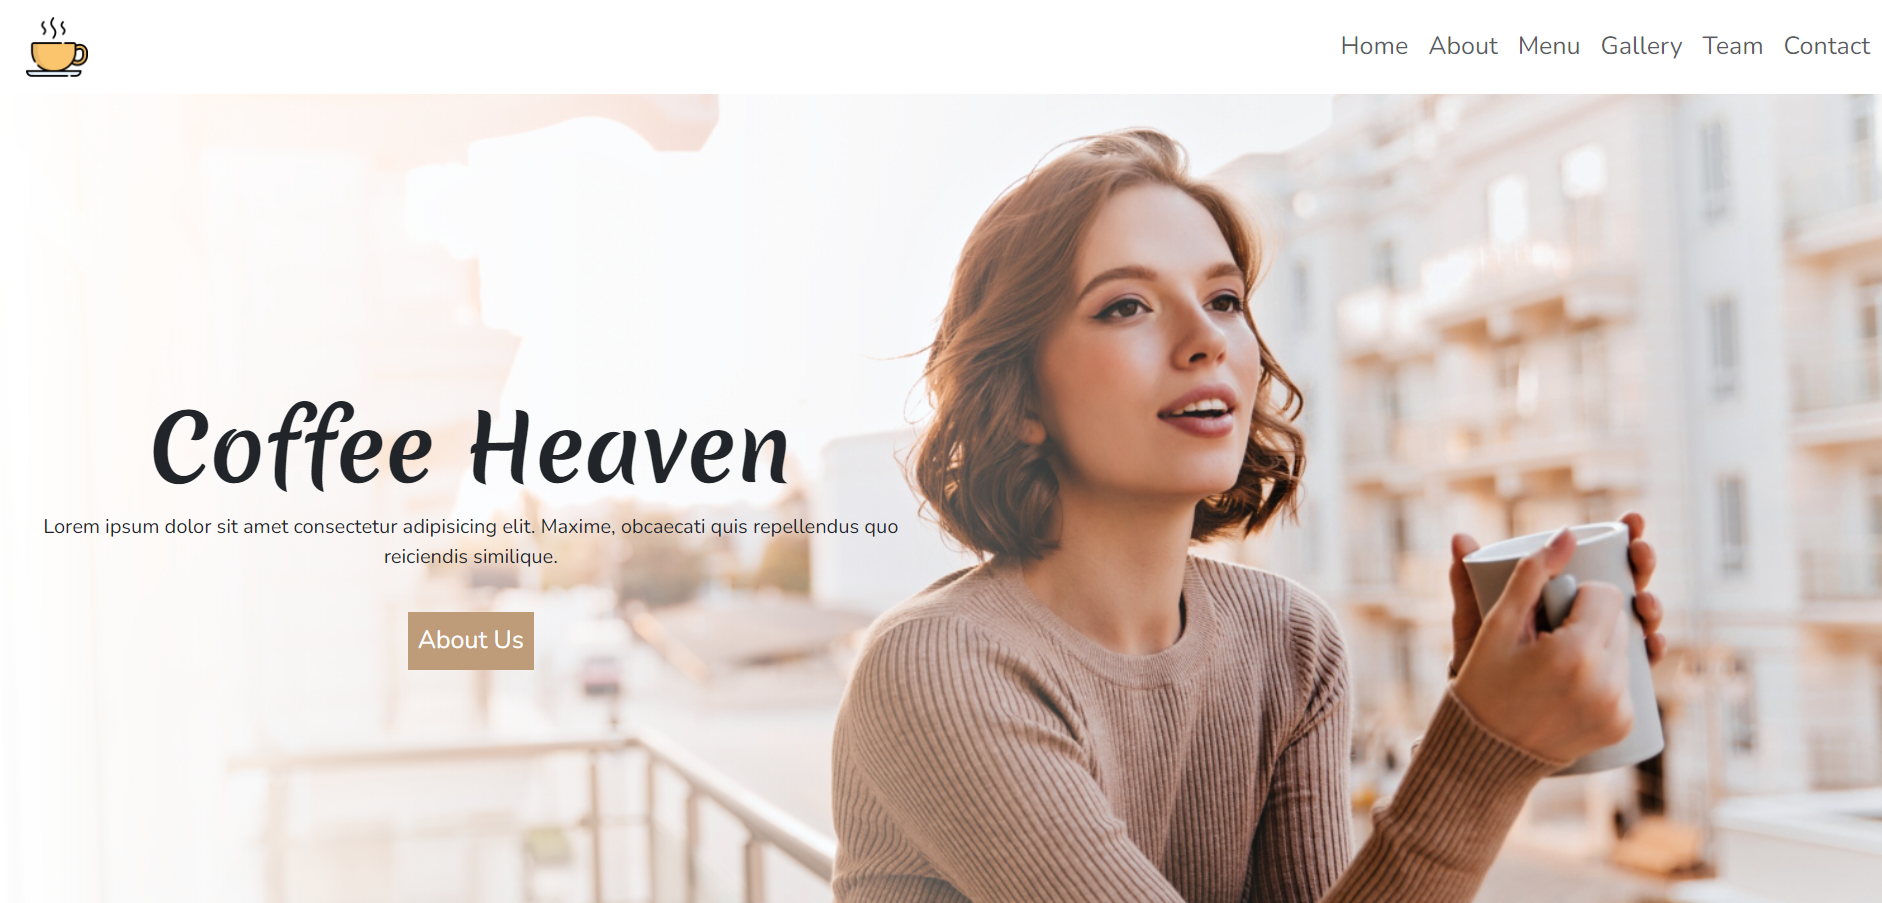 Home About Menu Gallery Team Contact
Coffee Heaven
Lorem ipsum dolor sit amet consectetur adipisicing elit. Maxime, obcaecati quis repellendus quo
reiciendis similique.
About Us